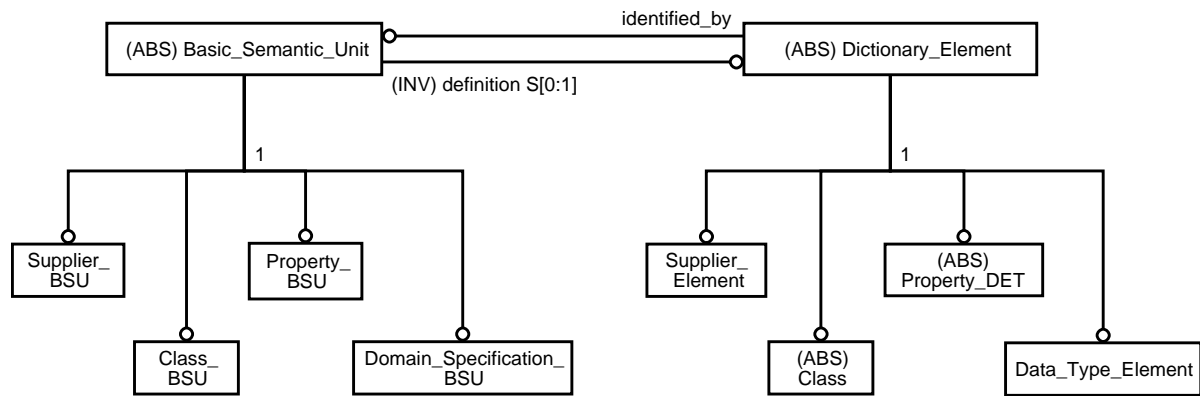 identified_by
(ABS) Basic_Semantic_Unit
(ABS) Dictionary_Element
(INV) definition S[0:1]
1
1
Supplier_
BSU
Property_
BSU
Supplier_
Element
(ABS)
Property_DET
Class_
BSU
Domain_Specification_
BSU
(ABS)
Class
Data_Type_Element